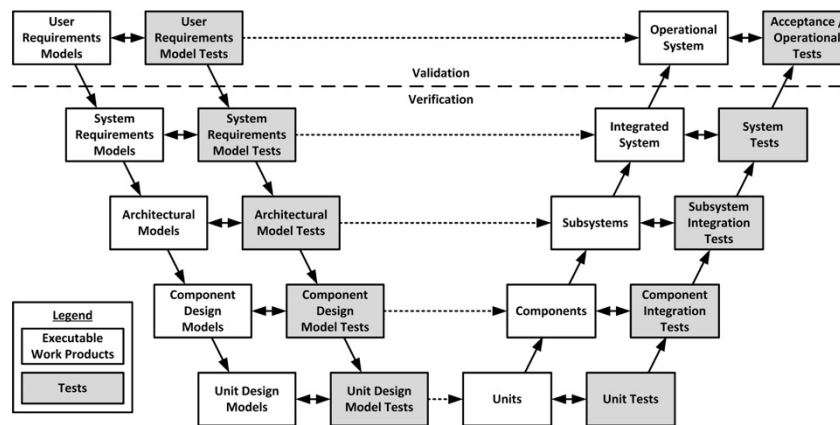 User
Requirements
Models
User
Requirements
Model Tests
Operational
System
Acceptance /
Operational
Tests
Validation
Verification
System
Requirements
Models
System
Requirements
Model Tests
Integrated
System
System
Tests
Architectural
Models
Architectural
Model Tests
Subsystems
Subsystem
Integration
Tests
Component
Design
Models
Component
Design
Model Tests
Components
Component
Integration
Tests
Legend
Executable
Work Products
Tests
Unit Design
Models
Unit Design
Model Tests
Units
Unit Tests